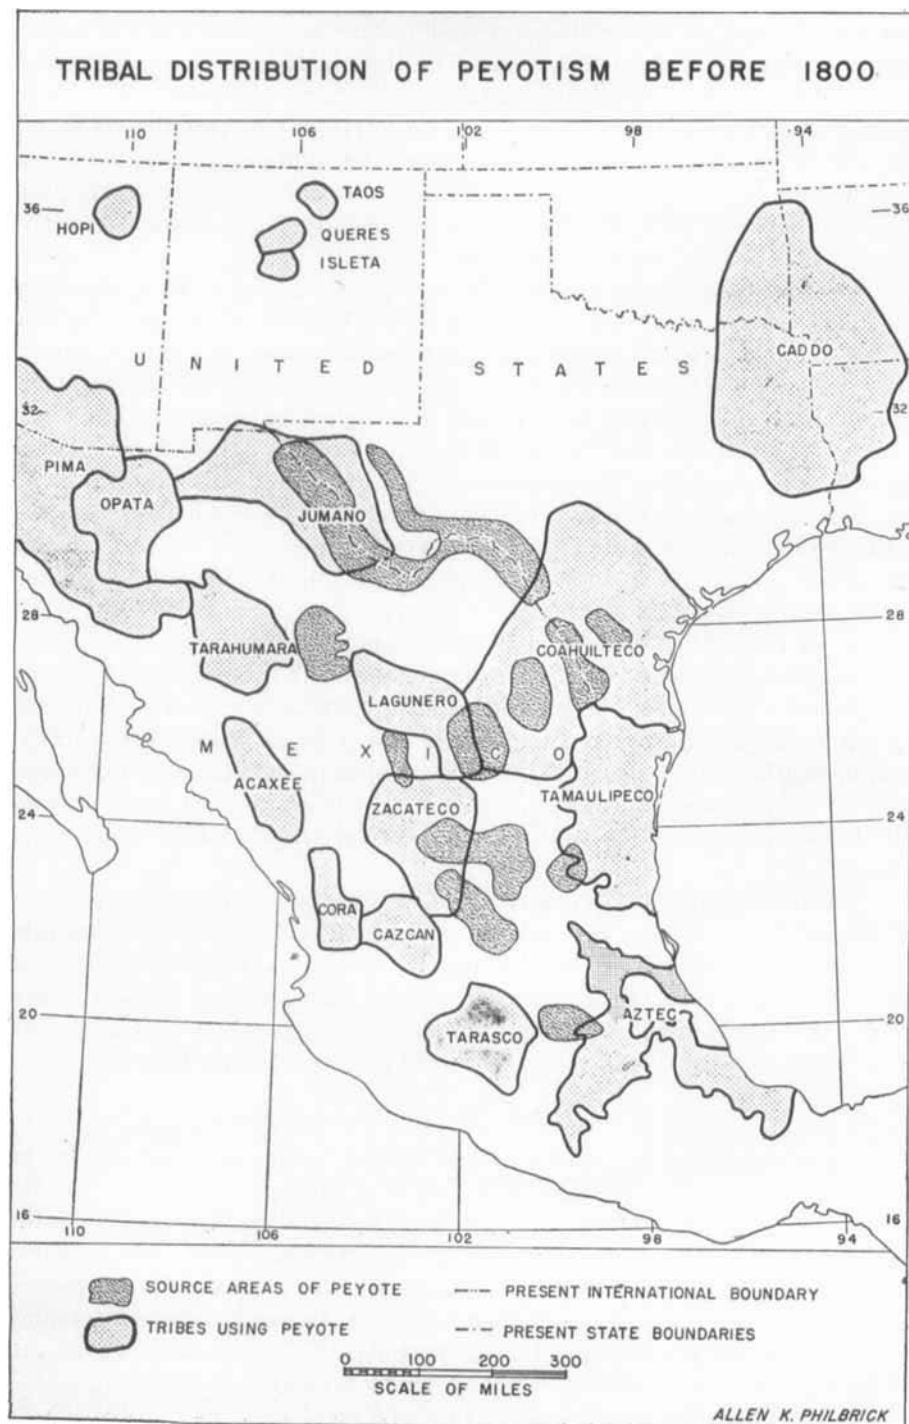 TRIBAL DISTRIBUTION OF PEYOTISM BEFORE 1800.
110 106 102 98 94
36 HOPI TAOS 36
QUERES
ISLETA
UNITED STATES
CADDO
32 32
PIMA
OPATA
JUMANO
28 28
TARAHUMARA
COAHUILTECO
LAGUNERO
MEXICO
ACAXEE
TAMAULIPECO
ZACATECO
24 24
CORA
CAZCAN
20 20
TARASCO
AZTEC
16 16
110 106 102 98 94
SOURCE AREAS OF PEYOTE
PRESENT INTERNATIONAL BOUNDARY
TRIBES USING PEYOTE
PRESENT STATE BOUNDARIES
0 100 200 300
SCALE OF MILES
ALLEN K. PHILBRICK